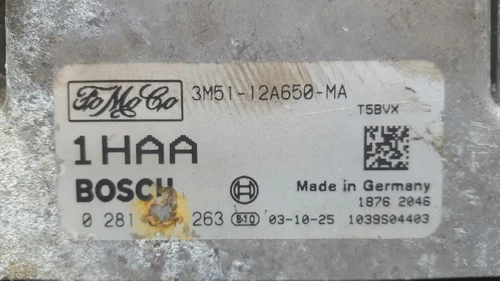 FoMoCo
3M51-12A650-MA
T5BVX
1HAA
BOSCH
Made in Germany
1876 2046
0 281 263 03-10-25 1039S04403